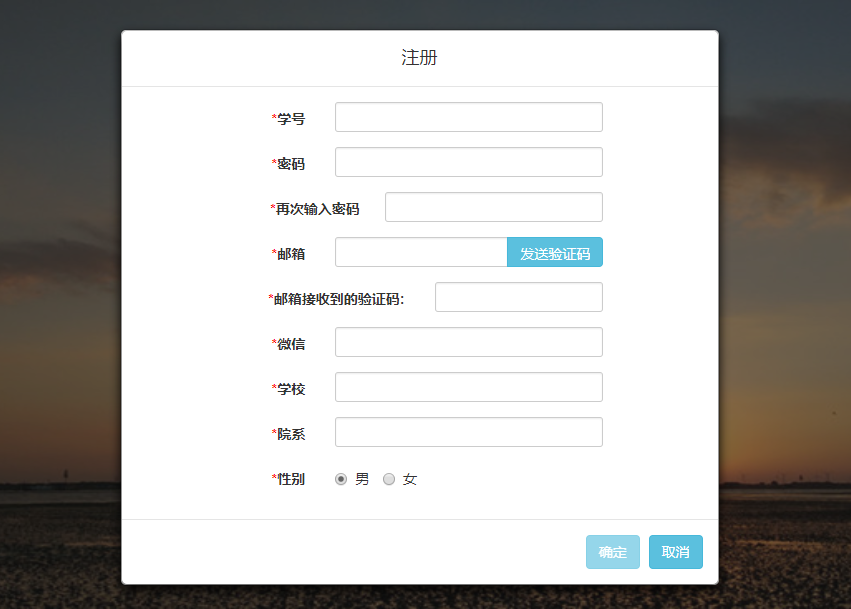 注册
*学号
*密码
*再次输入密码
*邮箱 发送验证码
*邮箱接收到的验证码：
*微信
*学校
*院系
*性别 男 女
确定 取消